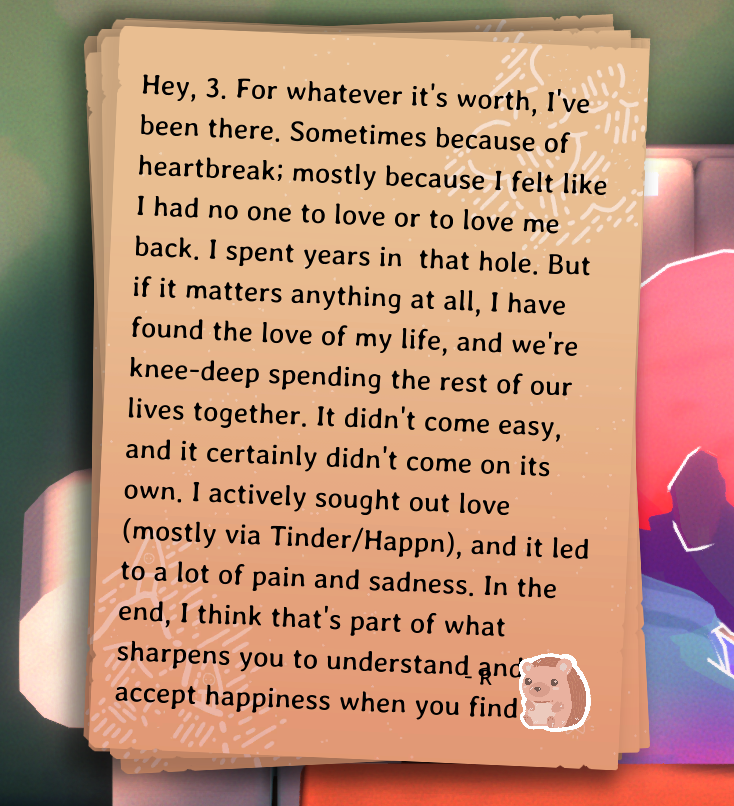 Hey, 3. For whatever it's worth, I've
been there. Sometimes because of
heartbreak; mostly because I felt like
I had no one to love or to love me
back. I spent years in  that hole. But
if it matters anything at all, I have
found the love of my life, and we're
knee-deep spending the rest of our
lives together. It didn't come easy,
and it certainly didn't come on its
own. I actively sought out love
(mostly via Tinder/Happn), and it led
to a lot of pain and sadness. In the
end, I think that's part of what
sharpens you to understand and
accept happiness when you find
- R